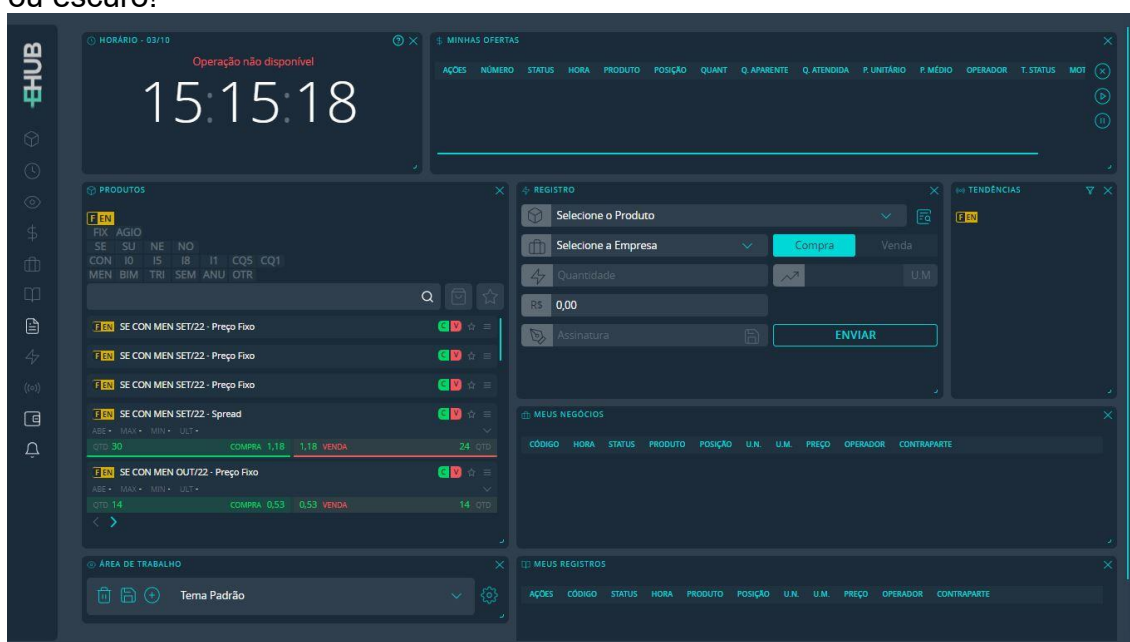 ou escuro!
EHUB
HORÁRIO - 03/10
Operação não disponível
15:15:18
$ MINHAS OFERTAS
AÇÕES NÚMERO STATUS HORA PRODUTO POSIÇÃO QUANT Q. APARENTE Q. ATENDIDA P. UNITÁRIO P. MÉDIO OPERADOR T. STATUS MOT
PRODUTOS
F EN
FIX AGIO
SE SU NE NO
CON I0 I5 I8 I1 CQ5 CQ1
MEN BIM TRI SEM ANU OTR
F EN SE CON MEN SET/22 - Preço Fixo C V
F EN SE CON MEN SET/22 - Preço Fixo C V
F EN SE CON MEN SET/22 - Preço Fixo C V
F EN SE CON MEN SET/22 - Spread C V
ABE - MAX - MIN - ULT -
QTD 30 COMPRA 1,18 1,18 VENDA 24 QTD
F EN SE CON MEN OUT/22 - Preço Fixo C V
ABE - MAX - MIN - ULT -
QTD 14 COMPRA 0,53 0,53 VENDA 14 QTD
REGISTRO
Selecione o Produto
Selecione a Empresa
Compra Venda
Quantidade
U.M
R$ 0,00
Assinatura
ENVIAR
TENDÊNCIAS
F EN
MEUS NEGÓCIOS
CÓDIGO HORA STATUS PRODUTO POSIÇÃO U.N. U.M. PREÇO OPERADOR CONTRAPARTE
ÁREA DE TRABALHO
Tema Padrão
MEUS REGISTROS
AÇÕES CÓDIGO STATUS HORA PRODUTO POSIÇÃO U.N. U.M. PREÇO OPERADOR CONTRAPARTE